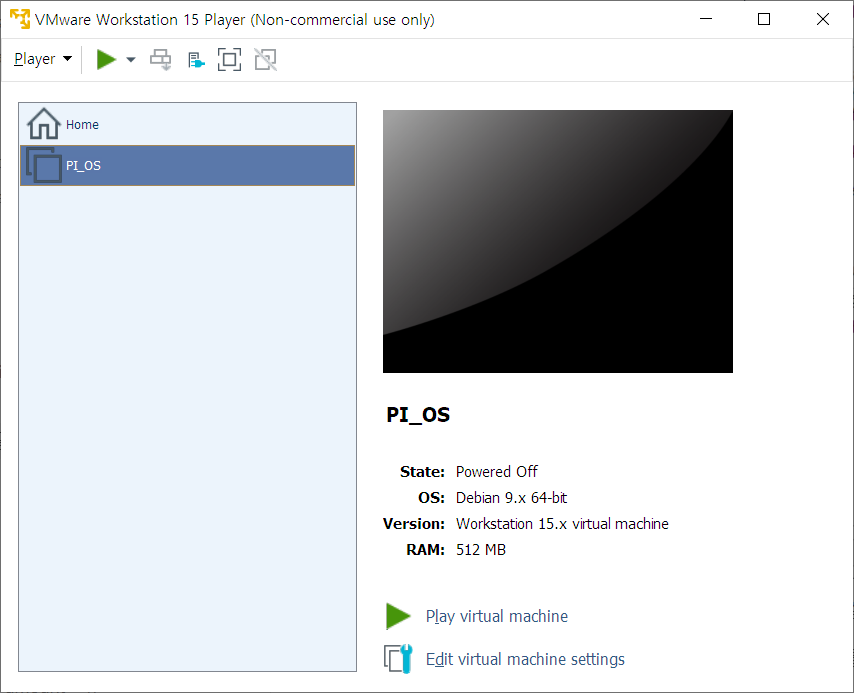 VMware Workstation 15 Player (Non-commercial use only)
Player
Home
PI_OS
PI_OS
State: Powered Off
OS: Debian 9.x 64-bit
Version: Workstation 15.x virtual machine
RAM: 512 MB
Play virtual machine
Edit virtual machine settings